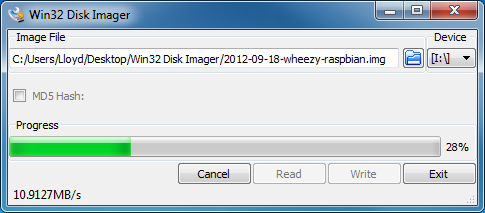 Win32 Disk Imager
Image File
Device
C:/Users/Lloyd/Desktop/Win32 Disk Imager/2012-09-18-wheezy-raspbian.img
[I:\]
MD5 Hash:
Progress
28%
Cancel
Read
Write
Exit
10.9127MB/s